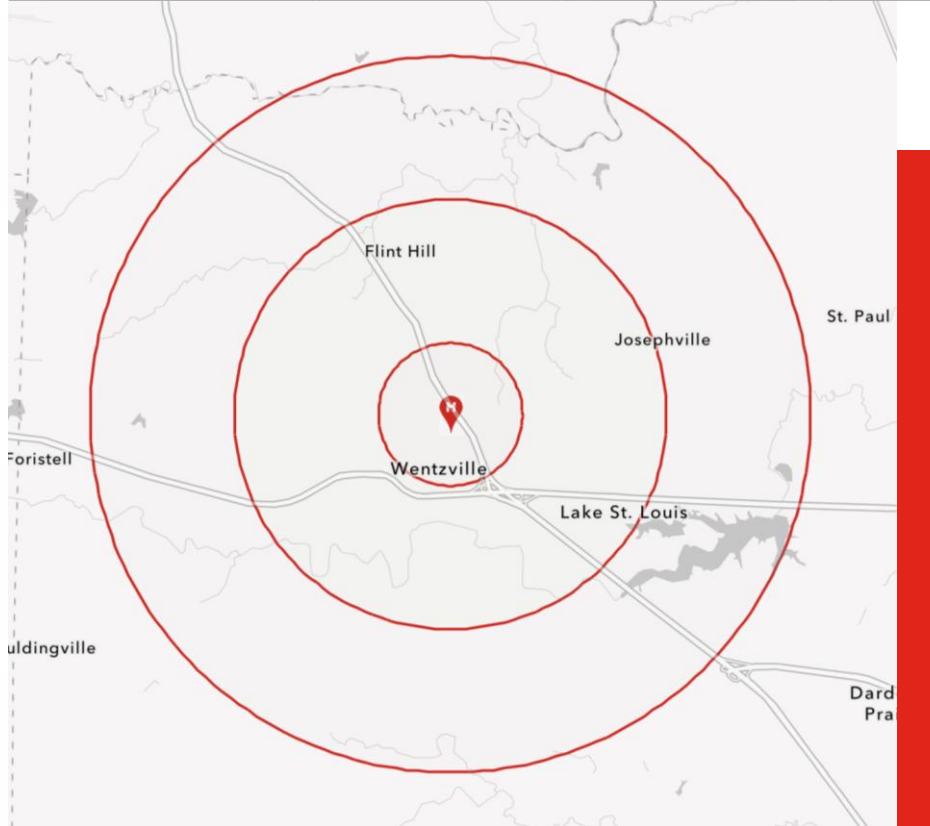 Flint Hill
St. Paul
Josephville
Foristell
Wentzville
Lake St. Louis
uldingville
Dard
Prai